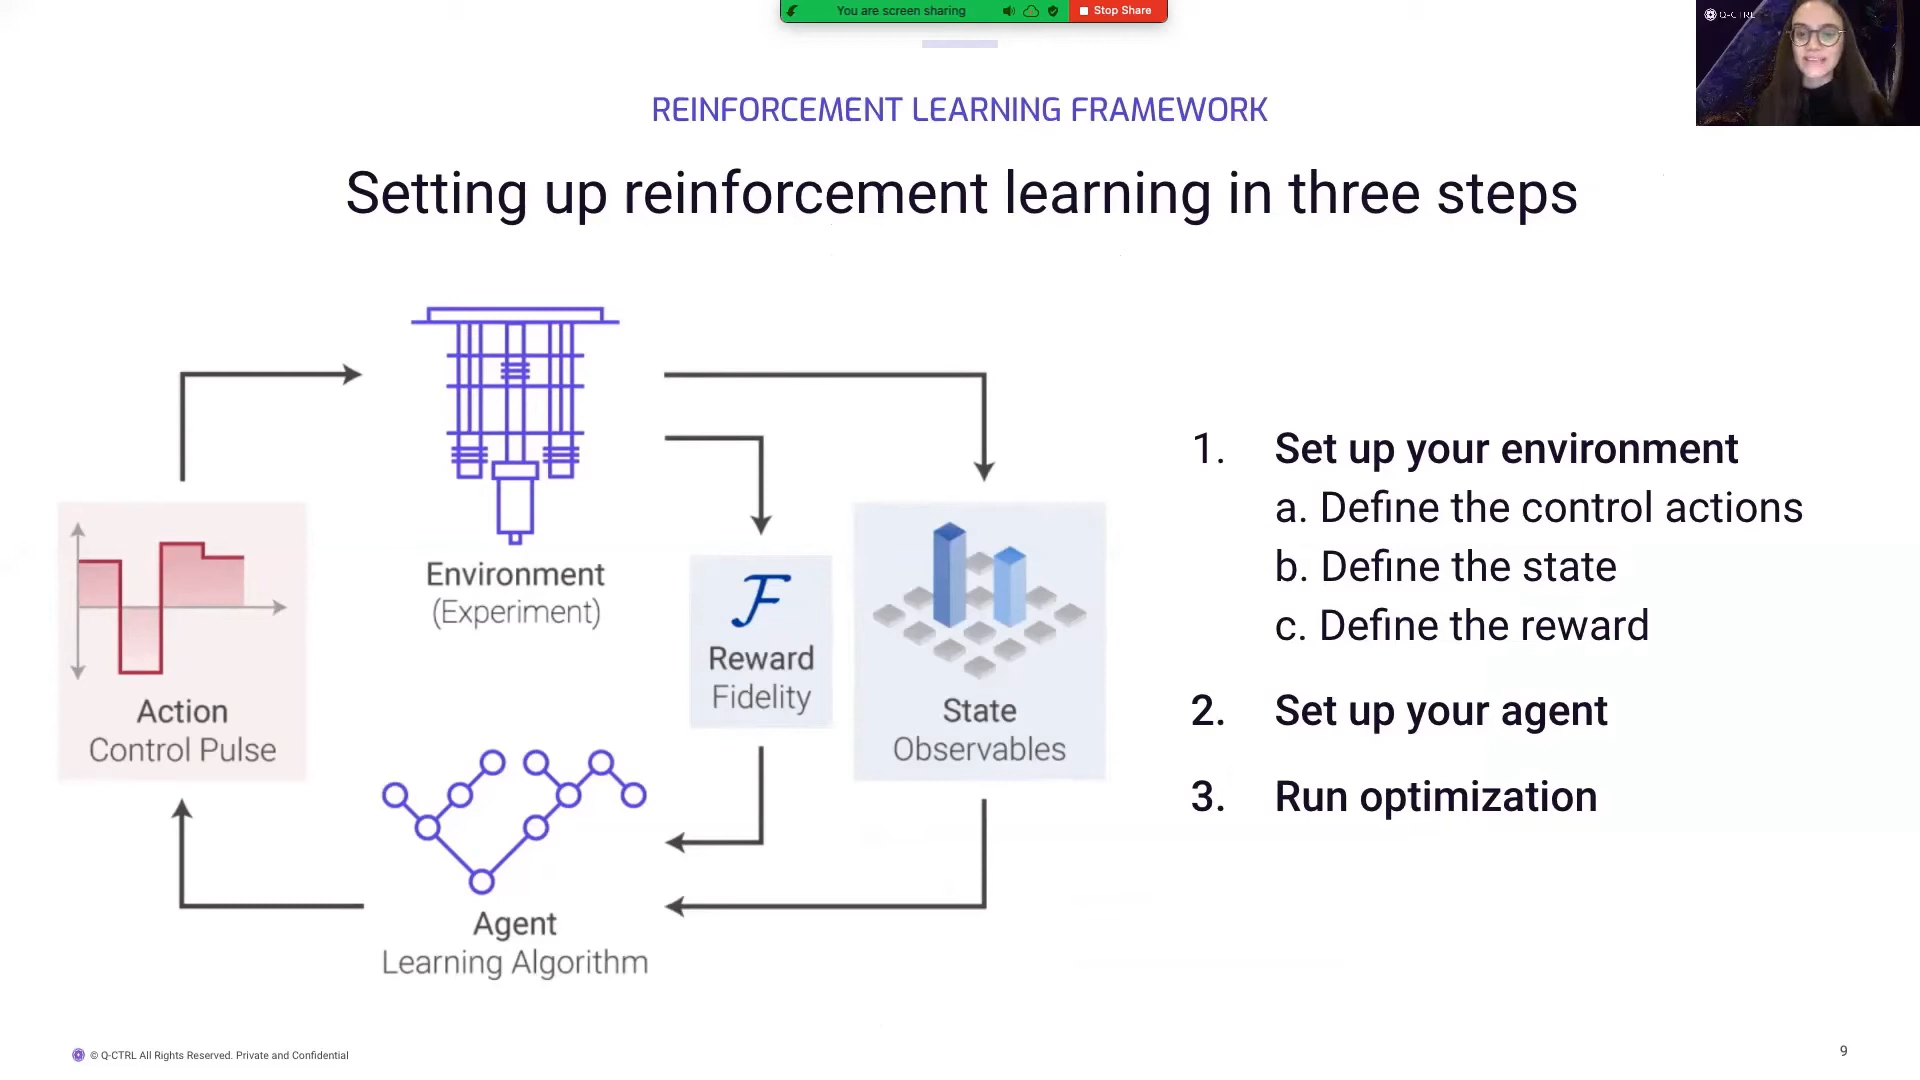 You are screen sharing
Stop Share
Q-CTRL
REINFORCEMENT LEARNING FRAMEWORK
Setting up reinforcement learning in three steps
Environment
(Experiment)
F
Reward
Fidelity
State
Observables
Action
Control Pulse
Agent
Learning Algorithm
1. Set up your environment
a. Define the control actions
b. Define the state
c. Define the reward
2. Set up your agent
3. Run optimization
© Q-CTRL All Rights Reserved. Private and Confidential
9